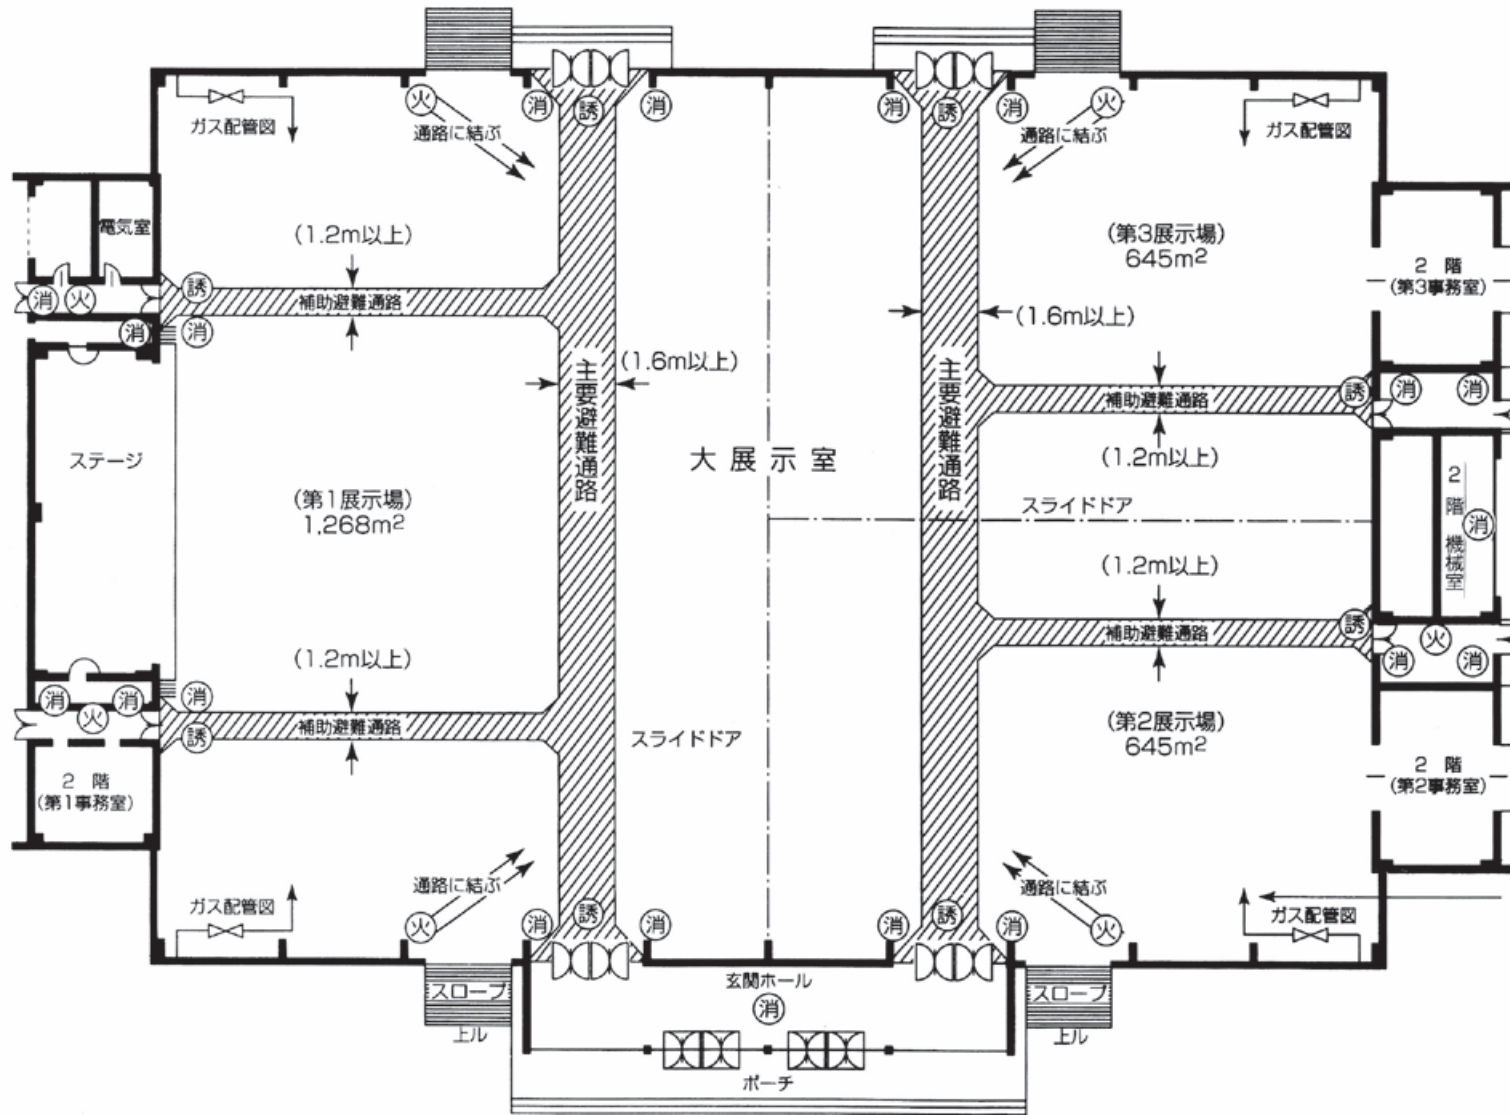 ガス配管図
火
通路に結ぶ
消
誘
消
消
誘
消
火
通路に結ぶ
ガス配管図
電気室
(1.2m以上)
(第3展示場)
645m²
2 階
(第3事務室)
消
火
誘
補助避難通路
消
消
(1.6m以上)
(1.6m以上)
主要避難通路
主要避難通路
誘
補助避難通路
消
消
(1.2m以上)
ステージ
大展示室
(第1展示場)
1,268m²
スライドドア
2階 機械室
消
(1.2m以上)
誘
補助避難通路
火
消
消
(1.2m以上)
消
消
消
火
誘
補助避難通路
スライドドア
(第2展示場)
645m²
2 階
(第1事務室)
2 階
(第2事務室)
通路に結ぶ
通路に結ぶ
ガス配管図
火
消
誘
消
消
誘
消
火
ガス配管図
スロープ
上ル
玄関ホール
消
スロープ
上ル
ポーチ